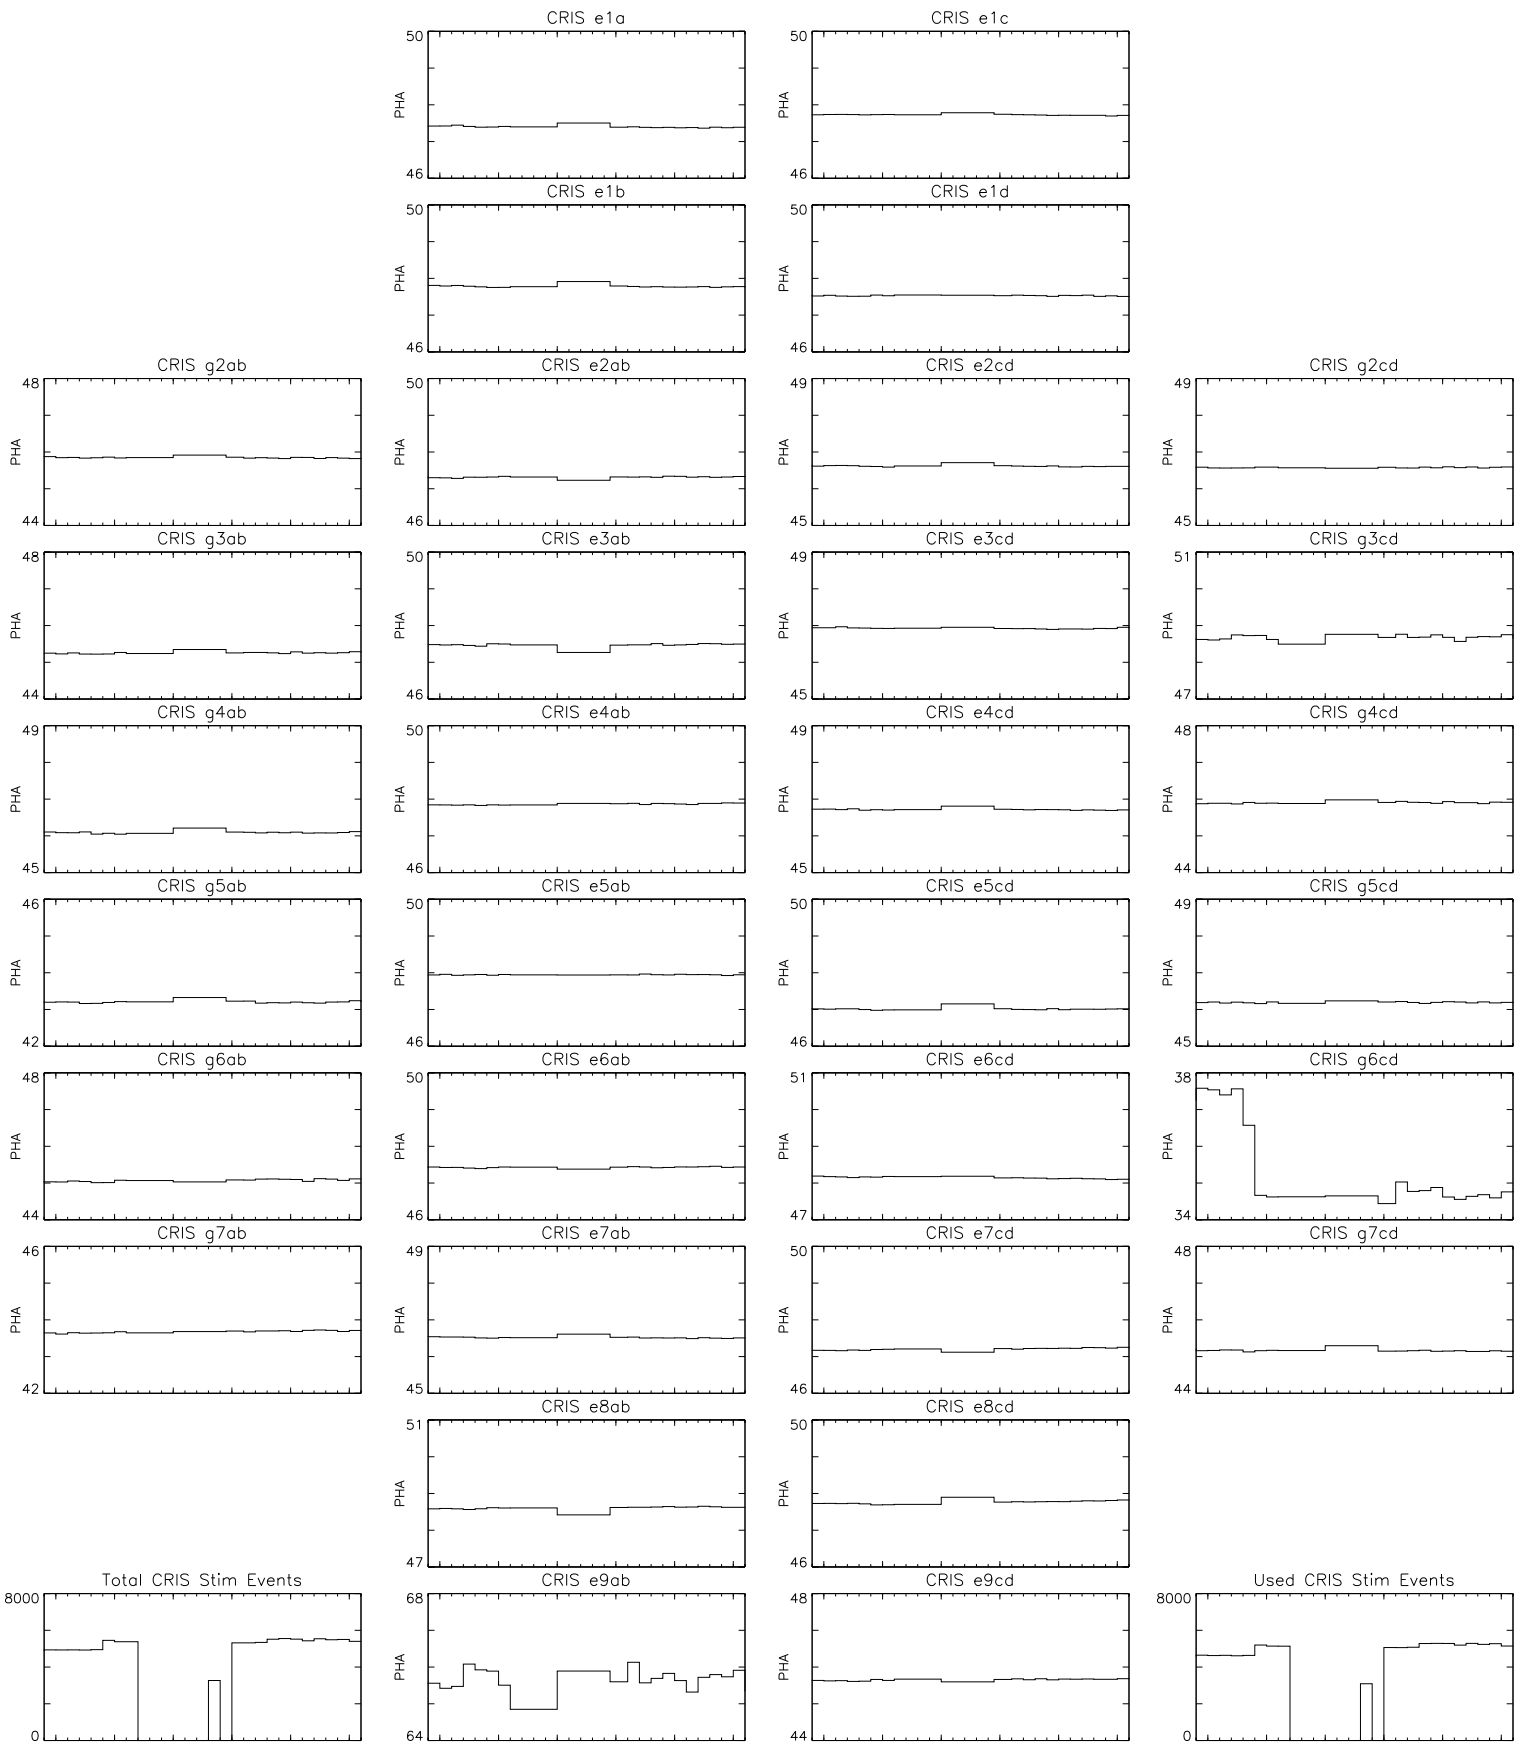 CRIS e1a
CRIS e1c
50
PHA
46
50
PHA
46
CRIS e1b
CRIS e1d
50
PHA
46
50
PHA
46
CRIS g2ab
CRIS e2ab
CRIS e2cd
CRIS g2cd
48
PHA
44
50
PHA
46
49
PHA
45
49
PHA
45
CRIS g3ab
CRIS e3ab
CRIS e3cd
CRIS g3cd
48
PHA
44
50
PHA
46
49
PHA
45
51
PHA
47
CRIS g4ab
CRIS e4ab
CRIS e4cd
CRIS g4cd
49
PHA
45
50
PHA
46
49
PHA
45
48
PHA
44
CRIS g5ab
CRIS e5ab
CRIS e5cd
CRIS g5cd
46
PHA
42
50
PHA
46
50
PHA
46
49
PHA
45
CRIS g6ab
CRIS e6ab
CRIS e6cd
CRIS g6cd
48
PHA
44
50
PHA
46
51
PHA
47
38
PHA
34
CRIS g7ab
CRIS e7ab
CRIS e7cd
CRIS g7cd
46
PHA
42
49
PHA
45
50
PHA
46
48
PHA
44
CRIS e8ab
CRIS e8cd
51
PHA
47
50
PHA
46
Total CRIS Stim Events
CRIS e9ab
CRIS e9cd
Used CRIS Stim Events
8000
0
68
PHA
64
48
PHA
44
8000
0